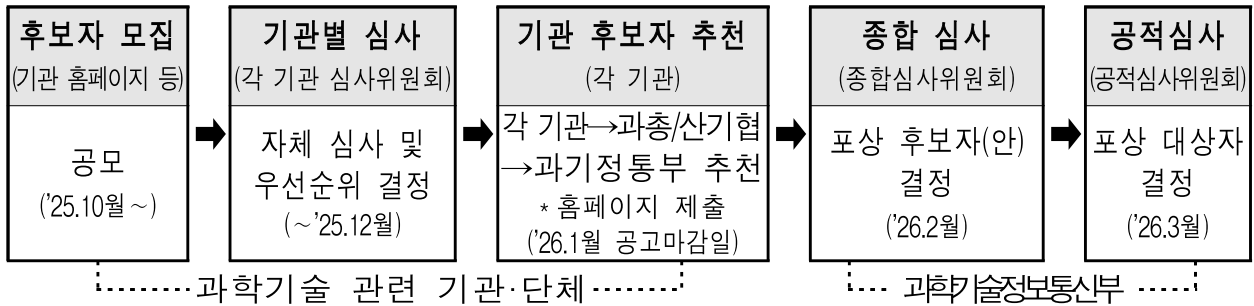 후보자 모집
(기관 홈페이지 등)
공모
('25.10월~)
기관별 심사
(각 기관 심사위원회)
자체 심사 및
우선순위 결정
(~'25.12월)
기관 후보자 추천
(각 기관)
각 기관→과총/산기협
→과기정통부 추천
* 홈페이지 제출
('26.1월 공고마감일)
종합 심사
(종합심사위원회)
포상 후보자(안)
결정
('26.2월)
공적심사
(공적심사위원회)
포상 대상자
결정
('26.3월)
과학기술 관련 기관·단체
과학기술정보통신부